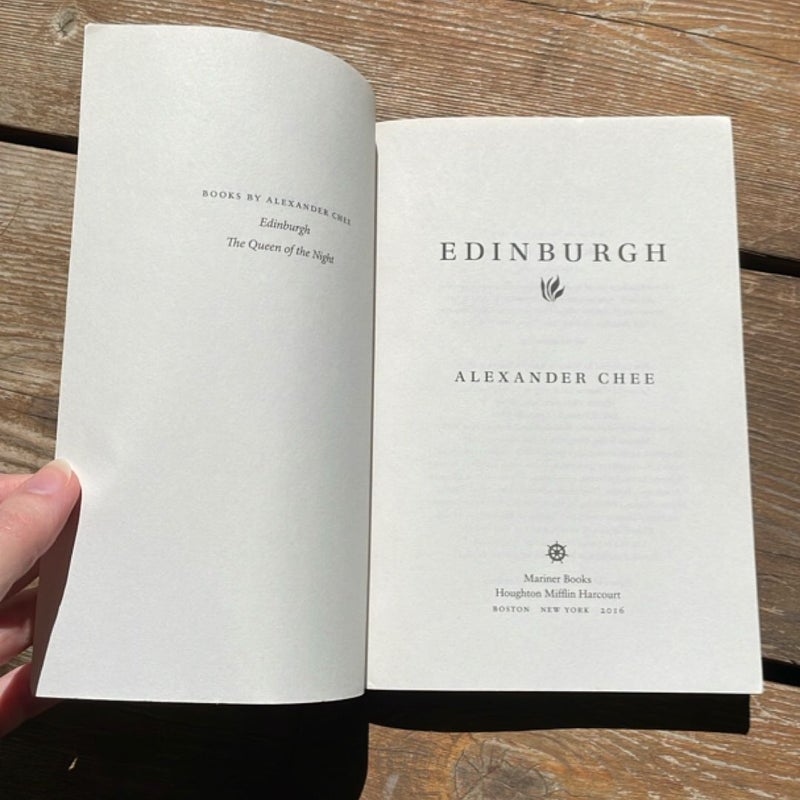 BOOKS BY ALEXANDER CHEE
Edinburgh
The Queen of the Night
EDINBURGH
ALEXANDER CHEE
Mariner Books
Houghton Mifflin Harcourt
BOSTON NEW YORK 2016